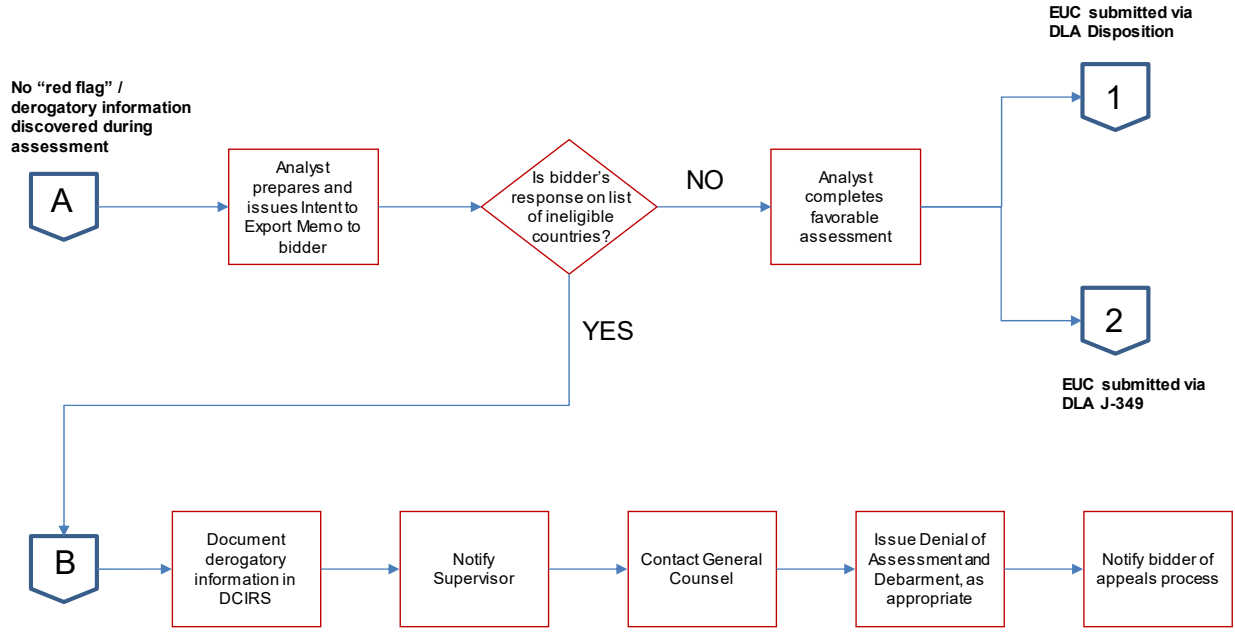 No “red flag” /
derogatory information
discovered during
assessment
A
Analyst
prepares and
issues Intent to
Export Memo to
bidder
Is bidder’s
response on list
of ineligible
countries?
NO
Analyst
completes
favorable
assessment
EUC submitted via
DLA Disposition
1
2
EUC submitted via
DLA J-349
YES
B
Document
derogatory
information in
DCIRS
Notify
Supervisor
Contact General
Counsel
Issue Denial of
Assessment and
Debarment, as
appropriate
Notify bidder of
appeals process